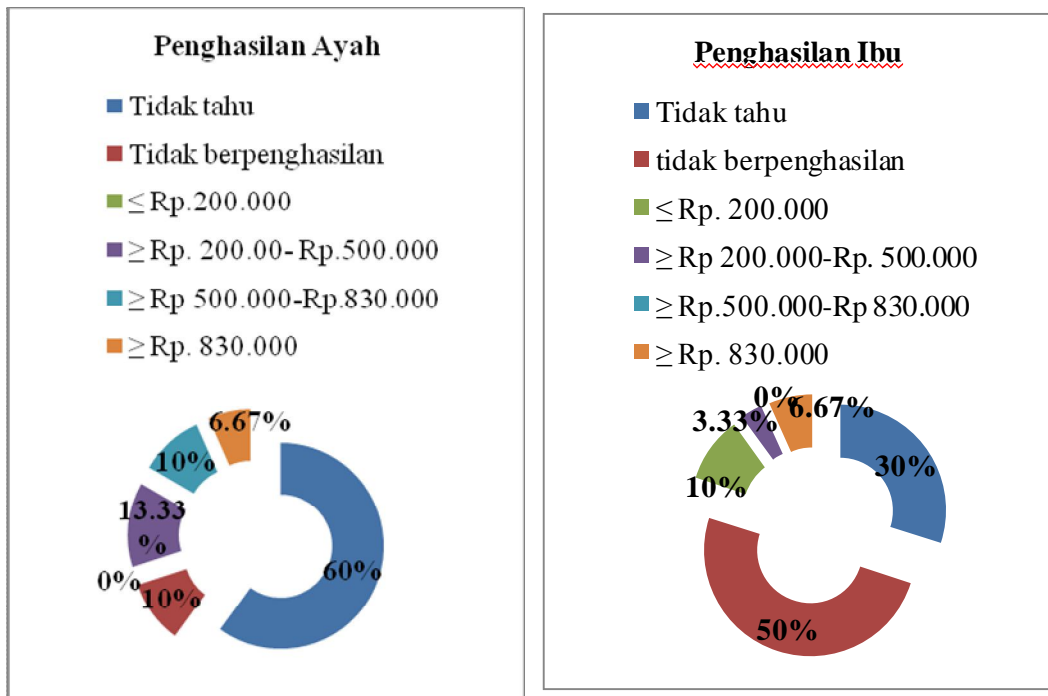 Penghasilan Ayah
Tidak tahu
Tidak berpenghasilan
≤ Rp.200.000
≥ Rp. 200.00- Rp.500.000
≥ Rp 500.000-Rp.830.000
≥ Rp. 830.000
6.67%
10%
13.33
%
0%
10%
60%
Penghasilan Ibu
Tidak tahu
tidak berpenghasilan
≤ Rp. 200.000
≥ Rp 200.000-Rp. 500.000
≥ Rp.500.000-Rp 830.000
≥ Rp. 830.000
0%
6.67%
3.33%
30%
10%
50%